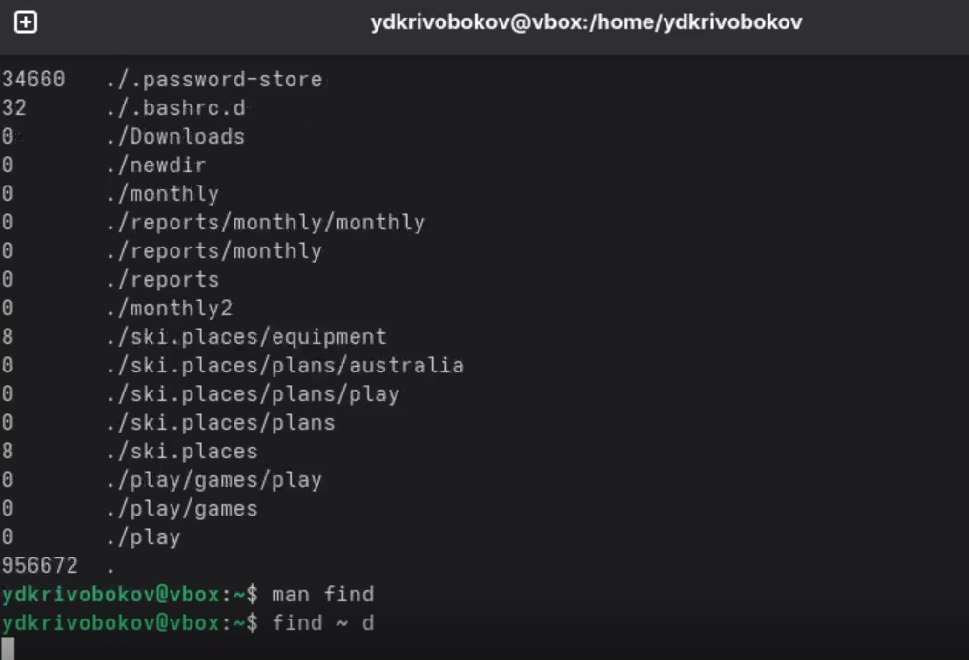 ydkrivobokov@vbox:/home/ydkrivobokov
34660 ./.password-store
32 ./.bashrc.d
0 ./Downloads
0 ./newdir
0 ./monthly
0 ./reports/monthly/monthly
0 ./reports/monthly
0 ./reports
0 ./monthly2
8 ./ski.places/equipment
0 ./ski.places/plans/australia
0 ./ski.places/plans/play
0 ./ski.places/plans
8 ./ski.places
0 ./play/games/play
0 ./play/games
0 ./play
956672 .
ydkrivobokov@vbox:~$ man find
ydkrivobokov@vbox:~$ find ~ d